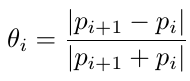 θ_i = |p_{i+1} − p_i| / |p_{i+1} + p_i|